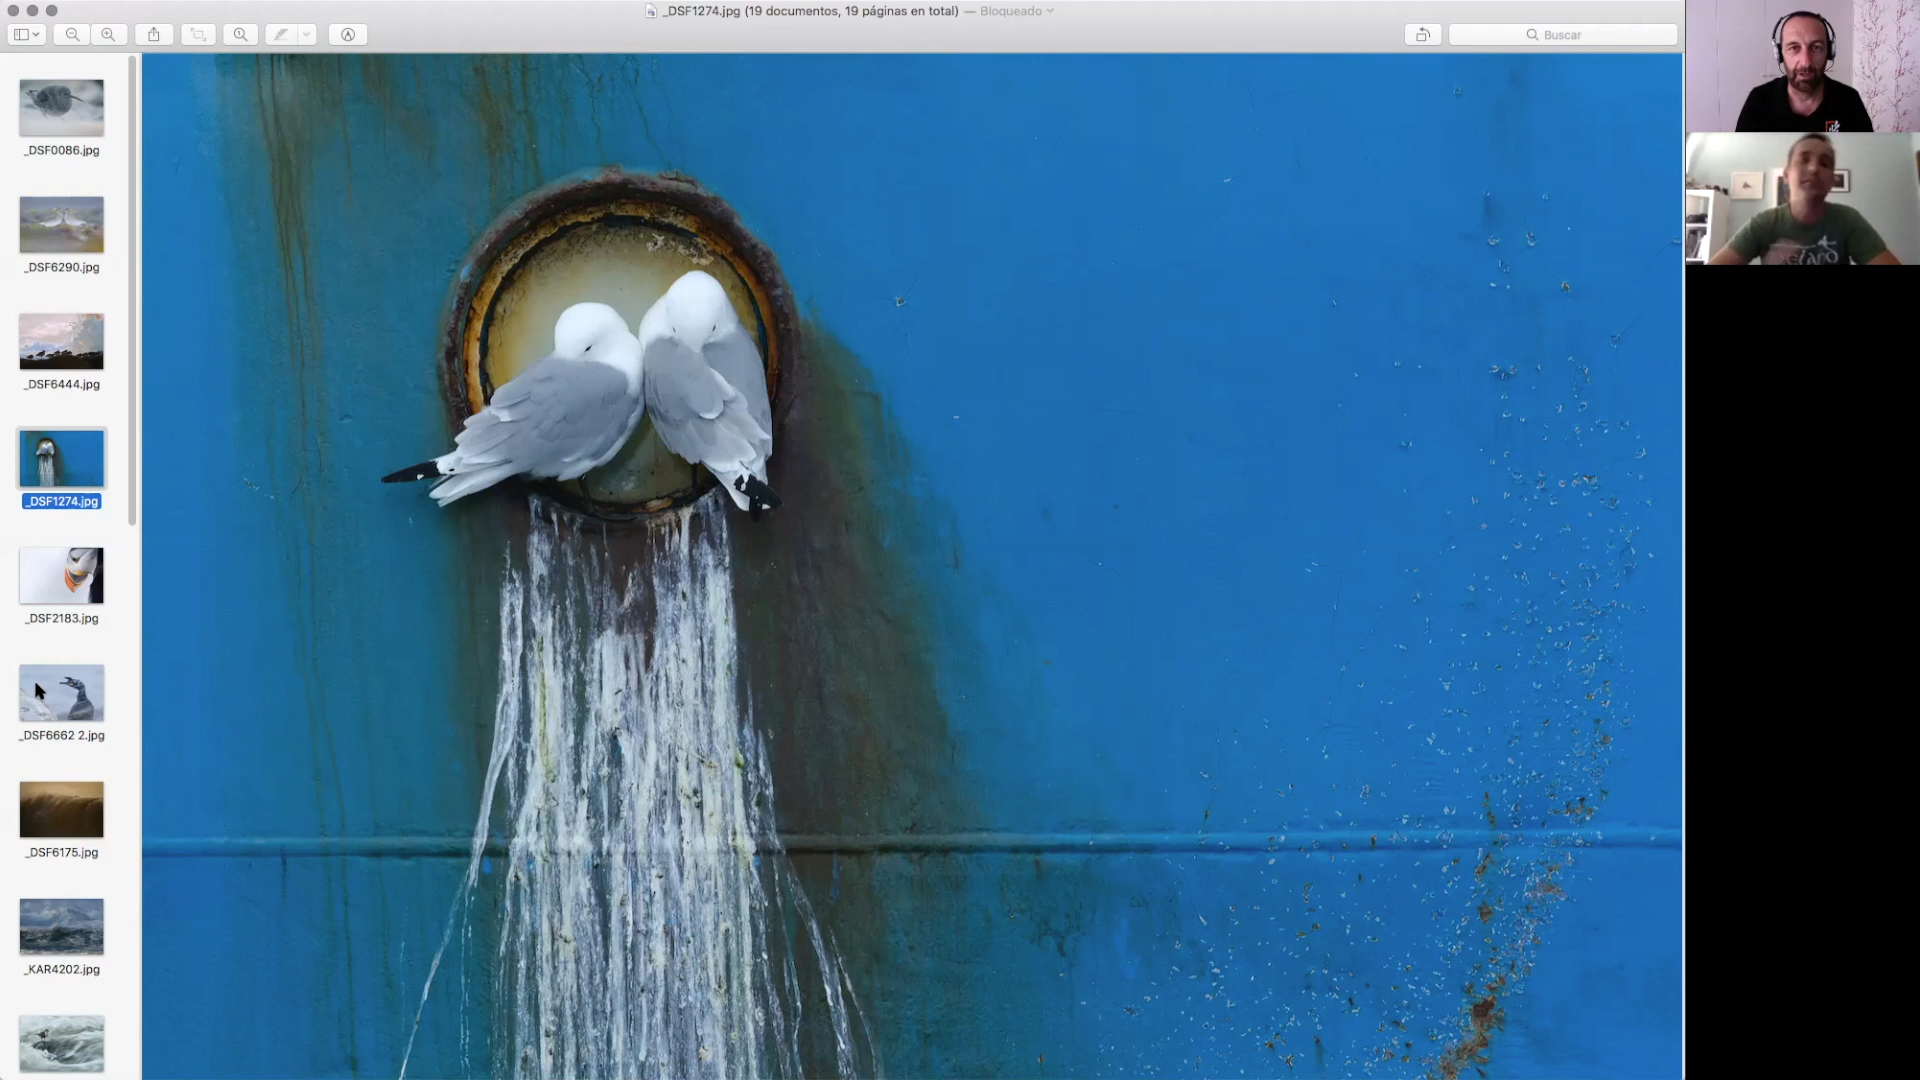 _DSF1274.jpg (19 documentos, 19 páginas en total) — Bloqueado
Buscar
_DSF0086.jpg
_DSF6290.jpg
_DSF6444.jpg
_DSF1274.jpg
_DSF2183.jpg
_DSF6662 2.jpg
_DSF6175.jpg
_KAR4202.jpg